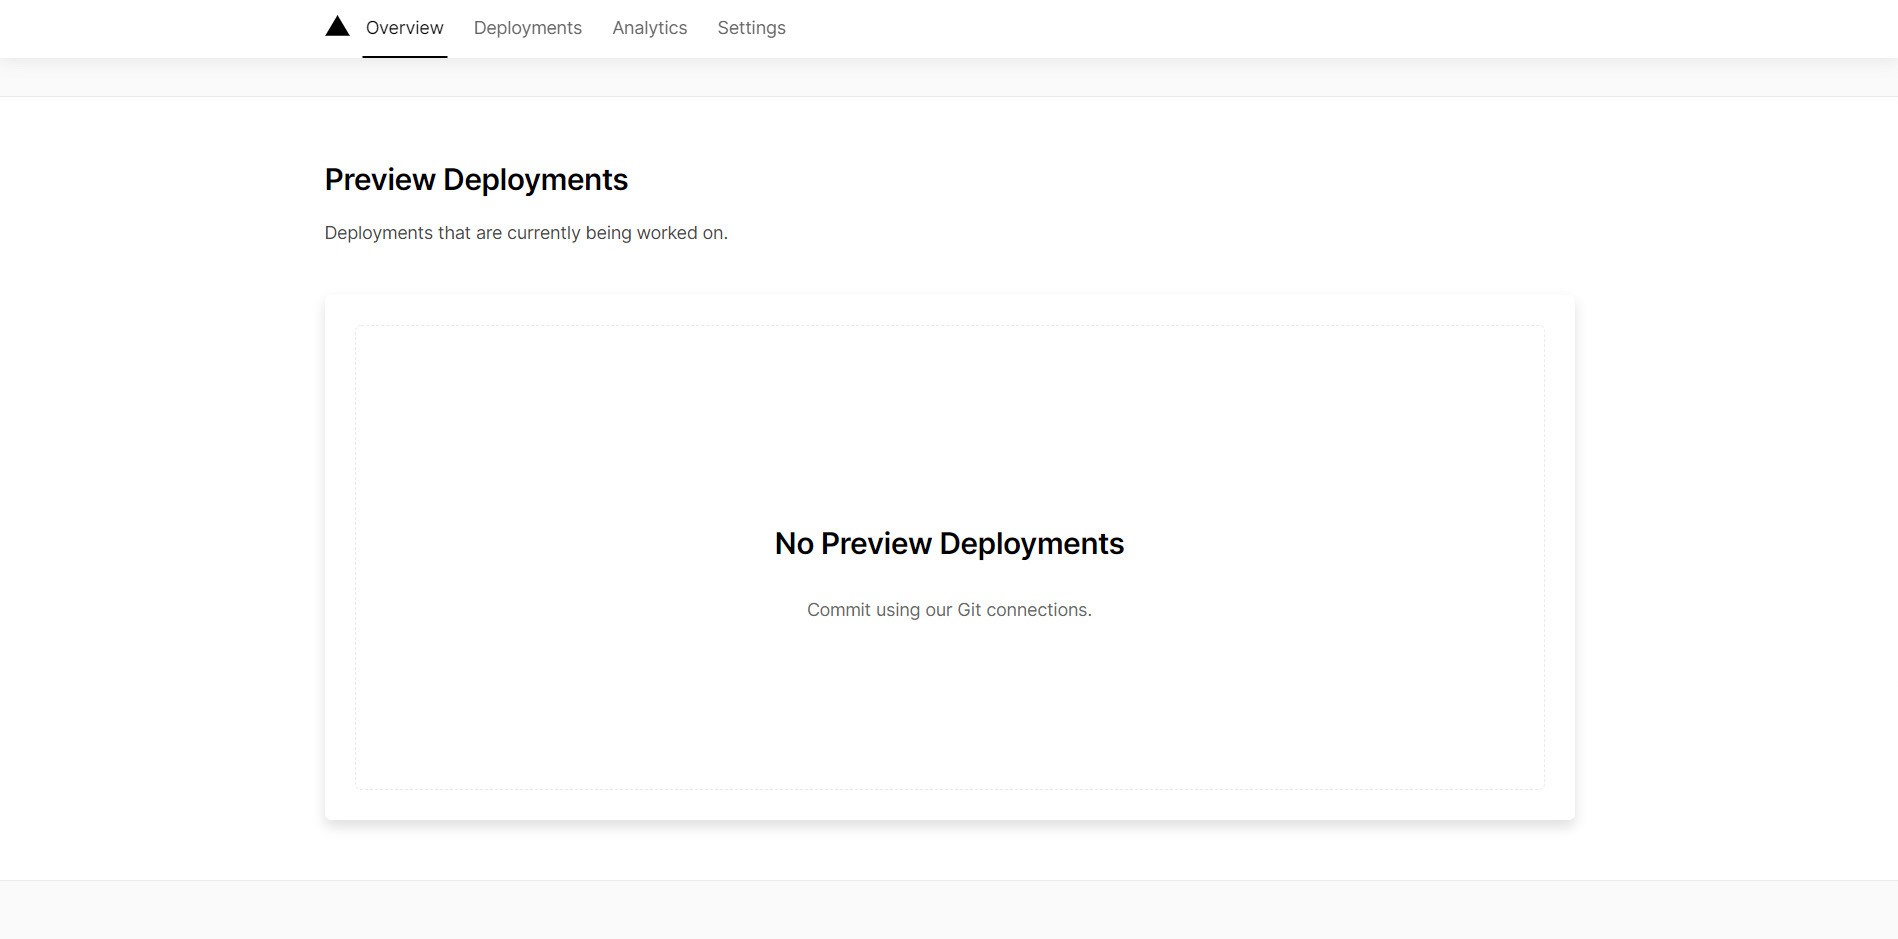 Overview Deployments Analytics Settings
Preview Deployments
Deployments that are currently being worked on.
No Preview Deployments
Commit using our Git connections.